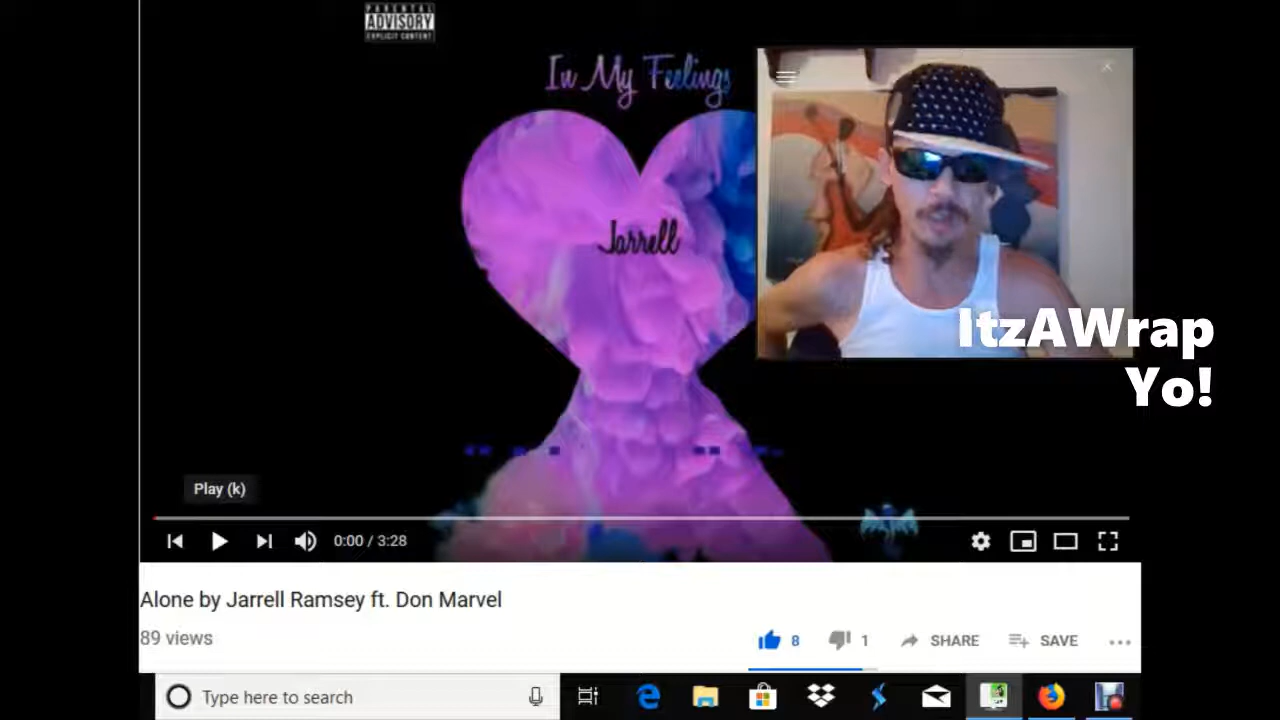 PARENTAL
ADVISORY
EXPLICIT CONTENT
In My Feelings
Jarrell
ItzAWrap
Yo!
Play (k)
0:00 / 3:28
Alone by Jarrell Ramsey ft. Don Marvel
89 views
8
1
SHARE
SAVE
Type here to search